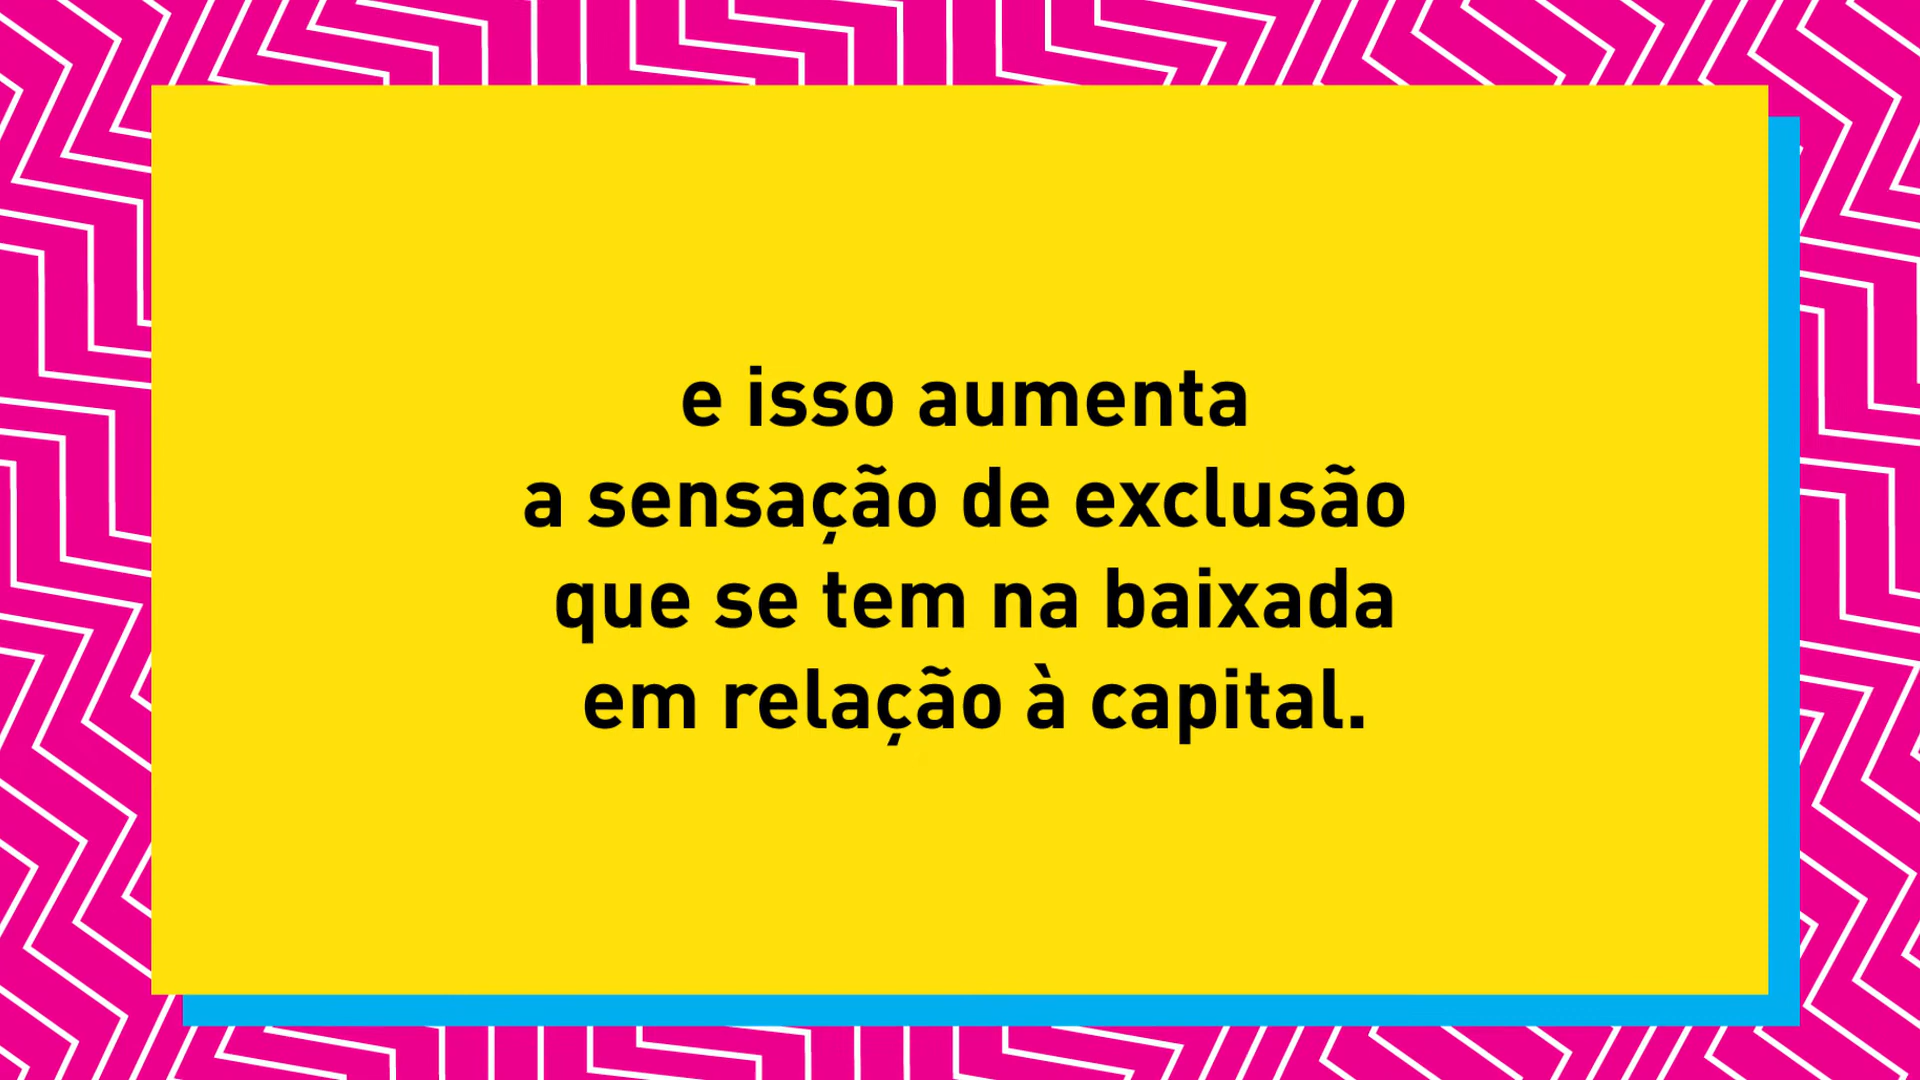 e isso aumenta
a sensação de exclusão
que se tem na baixada
em relação à capital.